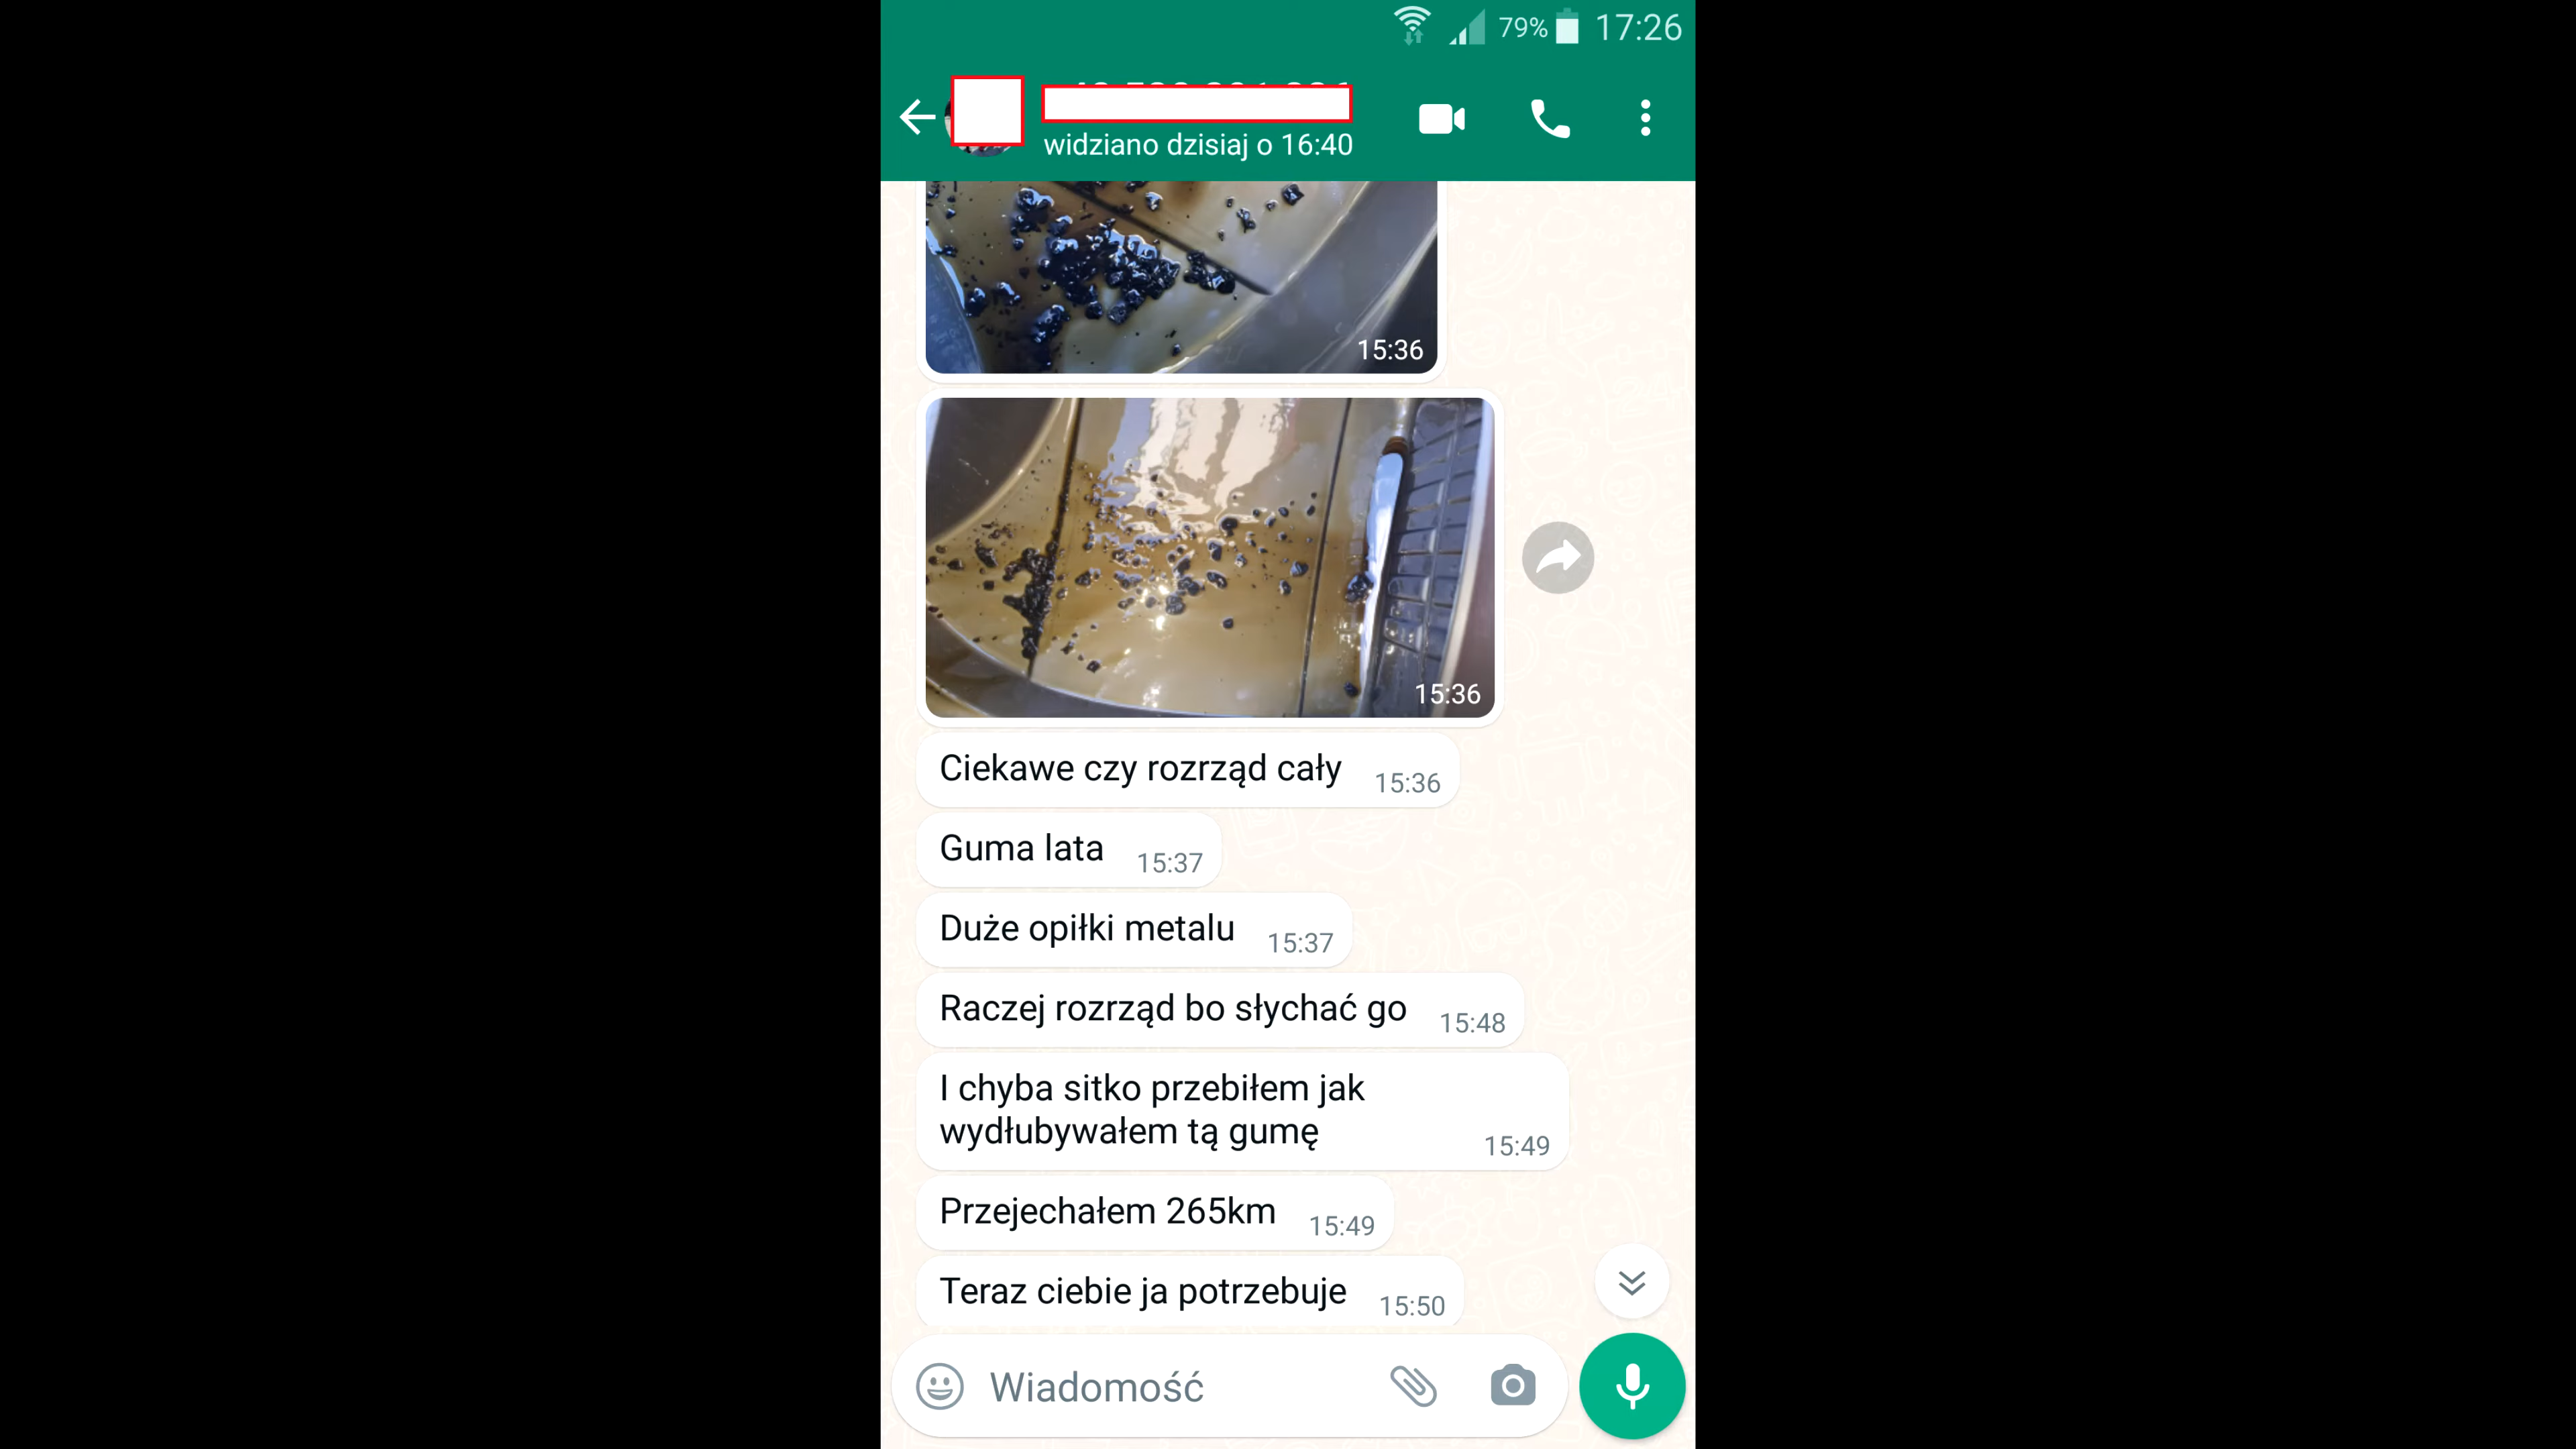 79% 17:26
widziano dzisiaj o 16:40
15:36
15:36
Ciekawe czy rozrząd cały 15:36
Guma lata 15:37
Duże opiłki metalu 15:37
Raczej rozrząd bo słychać go 15:48
I chyba sitko przebiłem jak
wydłubywałem tą gumę 15:49
Przejechałem 265km 15:49
Teraz ciebie ja potrzebuje 15:50
Wiadomość